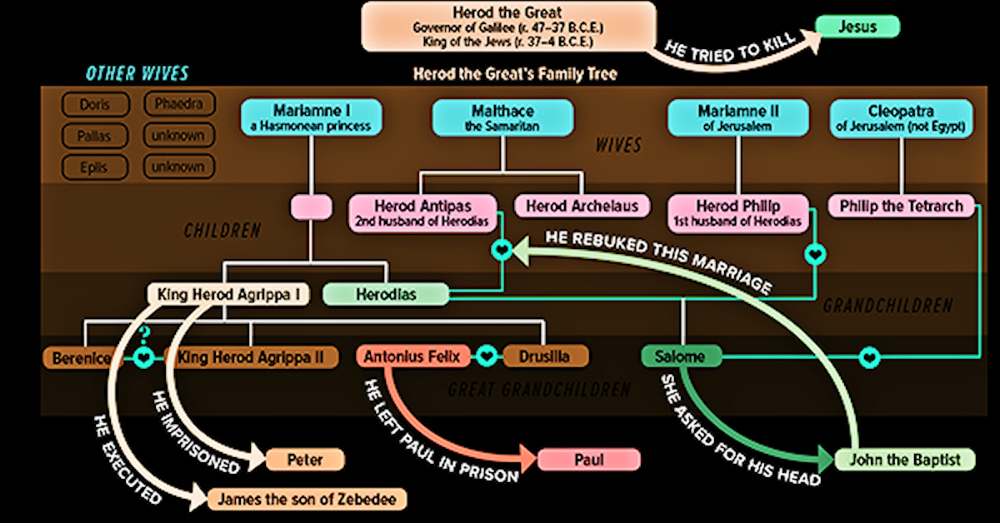 Herod the Great
Governor of Galilee (r. 47–37 B.C.E.)
King of the Jews (r. 37–4 B.C.E.)
HE TRIED TO KILL
Jesus
OTHER WIVES
Herod the Great's Family Tree
Doris
Phaedra
Pallas
unknown
Eplis
unknown
Mariamne I
a Hasmonean princess
Malthace
the Samaritan
Mariamne II
of Jerusalem
Cleopatra
of Jerusalem (not Egypt)
WIVES
CHILDREN
Herod Antipas
2nd husband of Herodias
Herod Archelaus
Herod Philip
1st husband of Herodias
Philip the Tetrarch
HE REBUKED THIS MARRIAGE
King Herod Agrippa I
Herodias
GRANDCHILDREN
?
Berenice
King Herod Agrippa II
Antonius Felix
Drusilla
Salome
GREAT GRANDCHILDREN
HE EXECUTED
HE IMPRISONED
HE LEFT PAUL IN PRISON
SHE ASKED FOR HIS HEAD
Peter
Paul
John the Baptist
James the son of Zebedee